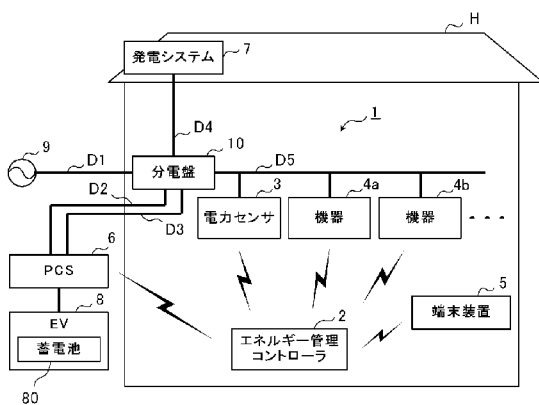 H
発電システム
7
D4
1
9
D1
10
分電盤
D5
D2
D3
3
4a
4b
電力センサ
機器
機器
・・・
6
PCS
8
EV
蓄電池
80
2
エネルギー管理
コントローラ
5
端末装置